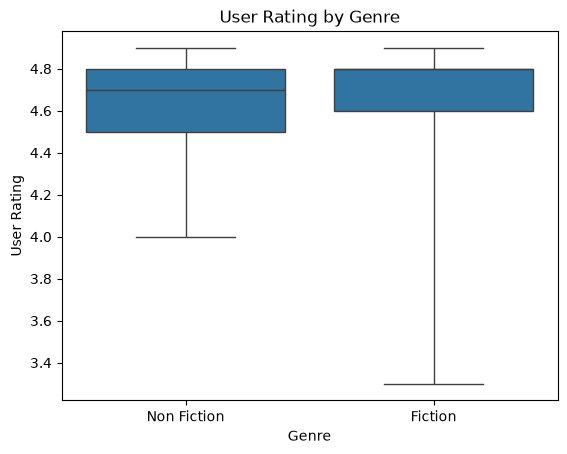 User Rating by Genre
4.8
4.6
4.4
4.2
4.0
3.8
3.6
3.4
User Rating
Non Fiction
Fiction
Genre